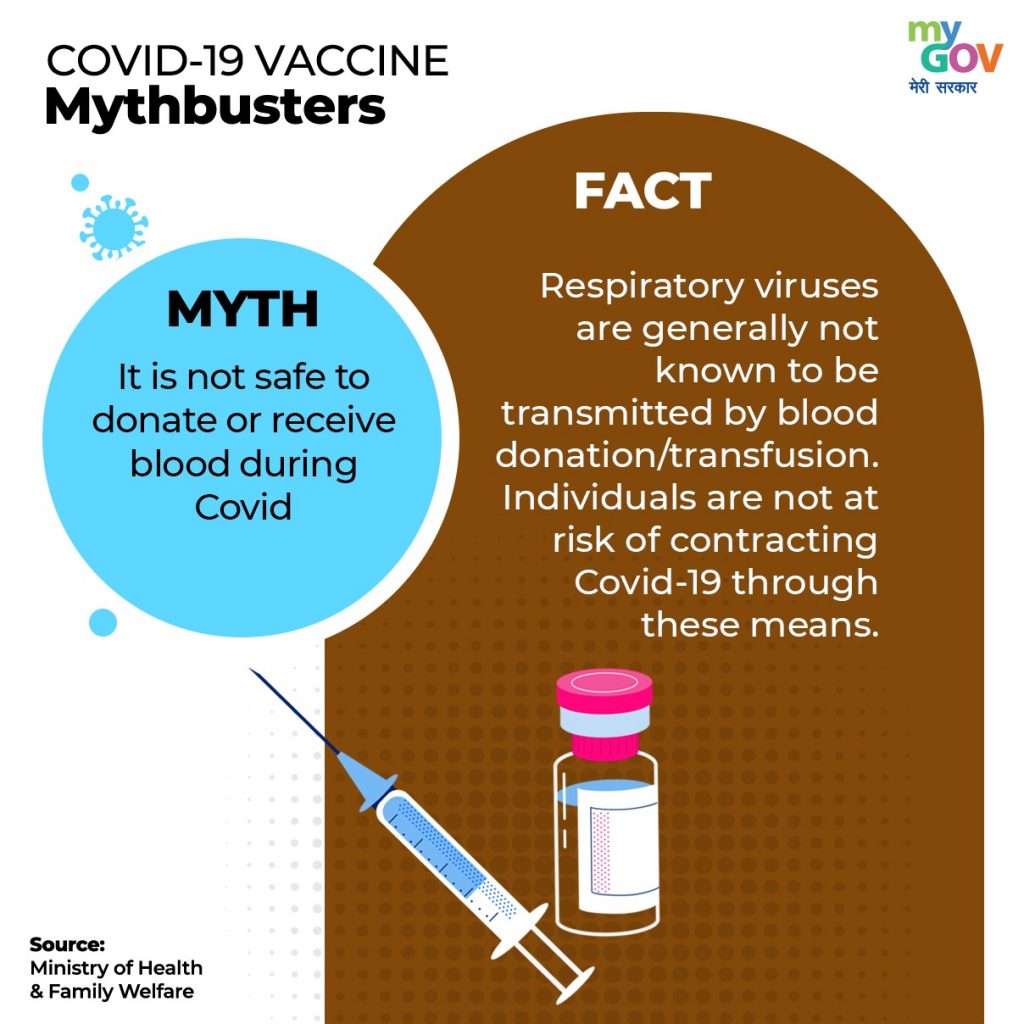 COVID-19 VACCINE
Mythbusters
my
GOV
मेरी सरकार
MYTH
It is not safe to
donate or receive
blood during
Covid
FACT
Respiratory viruses
are generally not
known to be
transmitted by blood
donation/transfusion.
Individuals are not at
risk of contracting
Covid-19 through
these means.
Source:
Ministry of Health
& Family Welfare